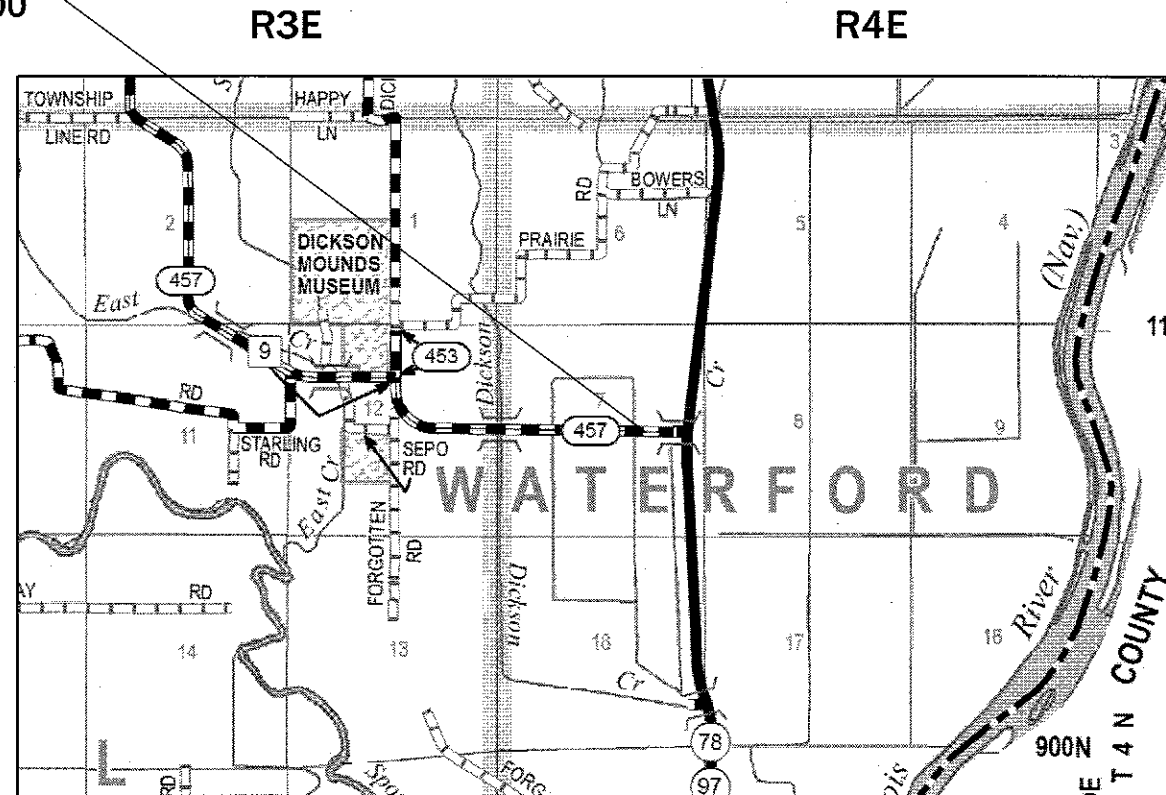 R3E
R4E
TOWNSHIP
LINE RD
HAPPY
LN
3
BOWERS
LN
RD
2
1
6
5
4
PRAIRIE
DICKSON
MOUNDS
MUSEUM
(Nav.)
457
East
Cr
9
453
Dickson
Cr
11
RD
12
7
8
9
11
STARLING
RD
457
SEPO
RD
East Cr
WATERFORD
FORGOTTEN
RD
Dickson
RD
River
COUNTY
14
13
18
17
16
Cr
78
900N
T 4 N
97
L
RD